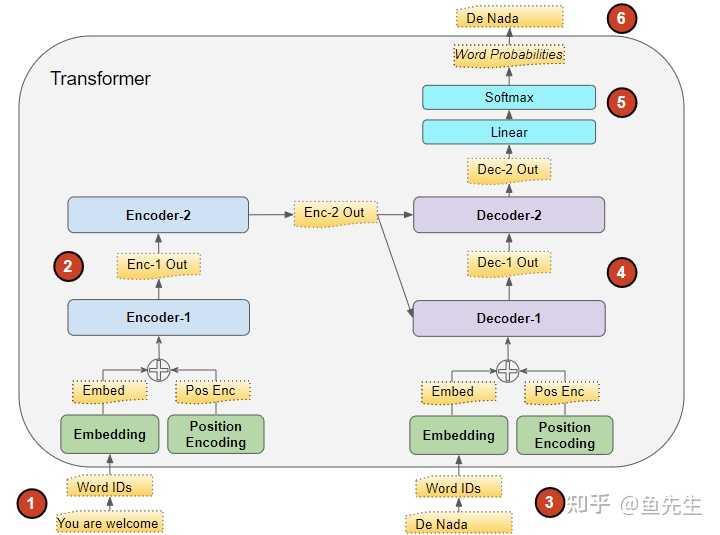 De Nada
6
Word Probabilities
Transformer
Softmax
5
Linear
Dec-2 Out
Encoder-2
Enc-2 Out
Decoder-2
2
Enc-1 Out
Dec-1 Out
4
Encoder-1
Decoder-1
Embed
Pos Enc
Embed
Pos Enc
Embedding
Position
Encoding
Embedding
Position
Encoding
Word IDs
Word IDs
1
3
知乎 @鱼先生
You are welcome
De Nada